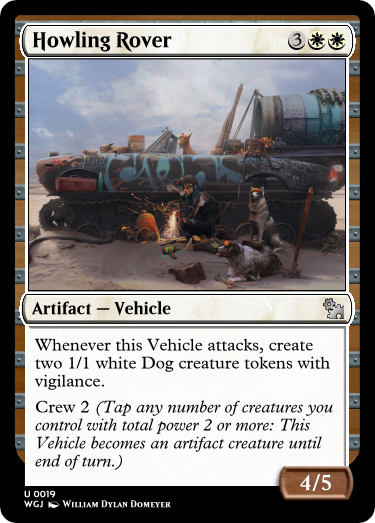 Howling Rover 3
Artifact — Vehicle
Whenever this Vehicle attacks, create
two 1/1 white Dog creature tokens with
vigilance.
Crew 2 (Tap any number of creatures you
control with total power 2 or more: This
Vehicle becomes an artifact creature until
end of turn.)
4/5
U 0019
WGJ William Dylan Domeyer